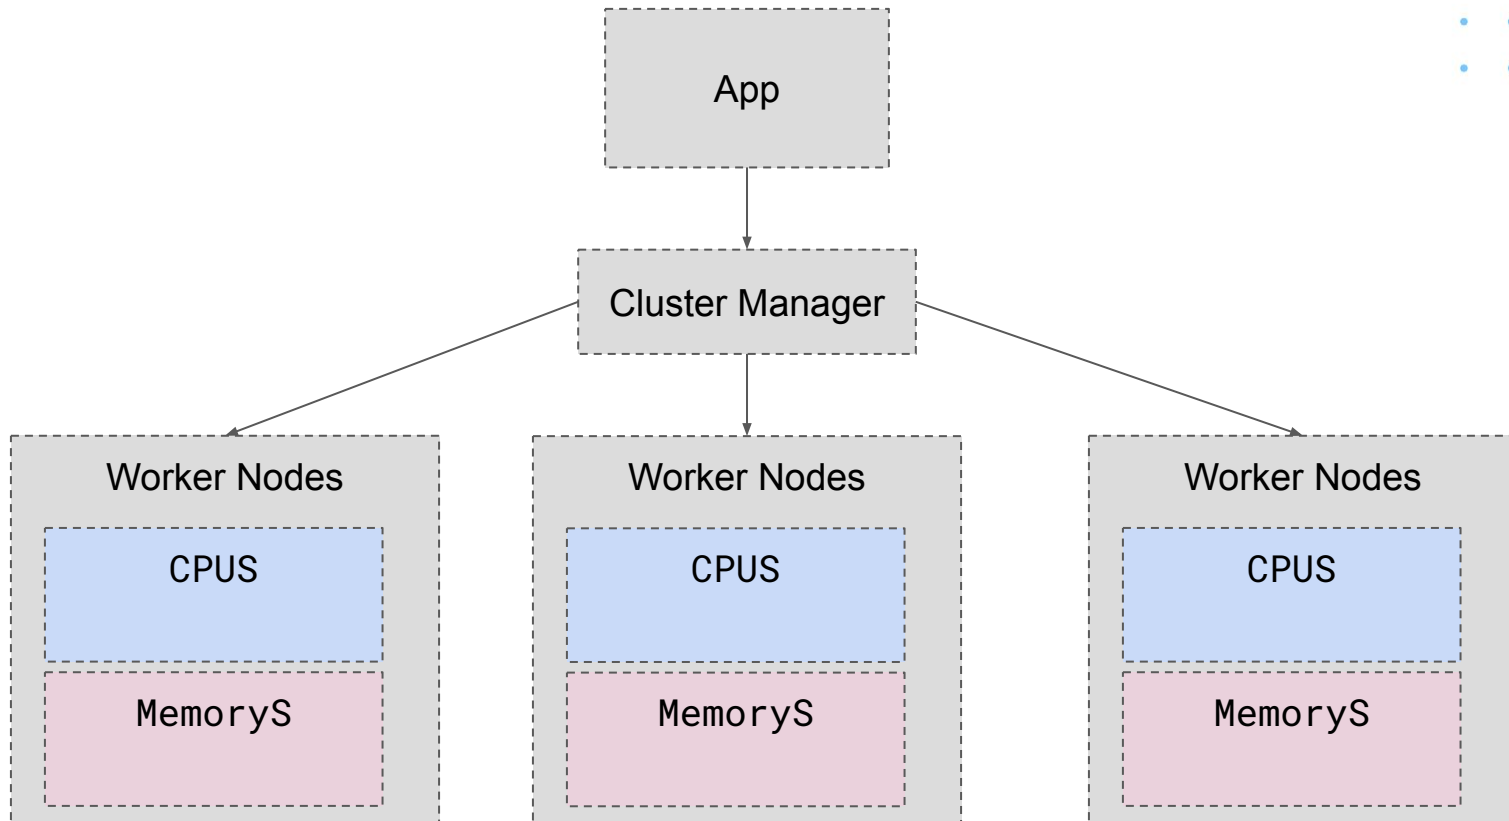 App
Cluster Manager
Worker Nodes
CPUS
MemoryS
Worker Nodes
CPUS
MemoryS
Worker Nodes
CPUS
MemoryS